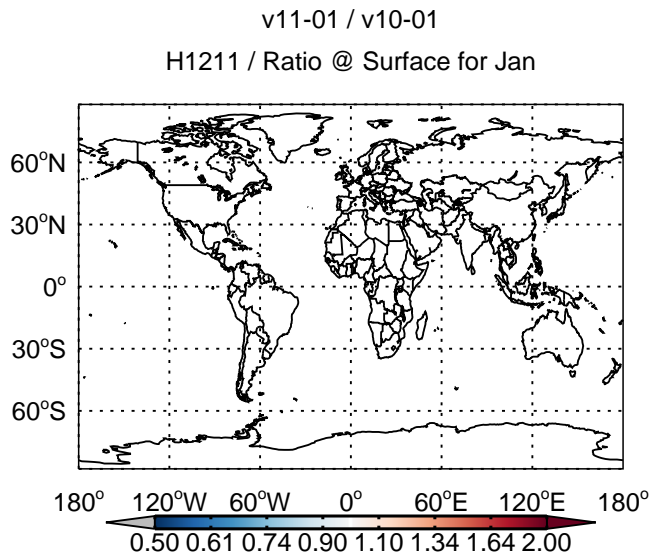 v11-01 / v10-01
H1211 / Ratio @ Surface for Jan
60°N
30°N
0°
30°S
60°S
180° 120°W 60°W 0° 60°E 120°E 180°
0.50 0.61 0.74 0.90 1.10 1.34 1.64 2.00